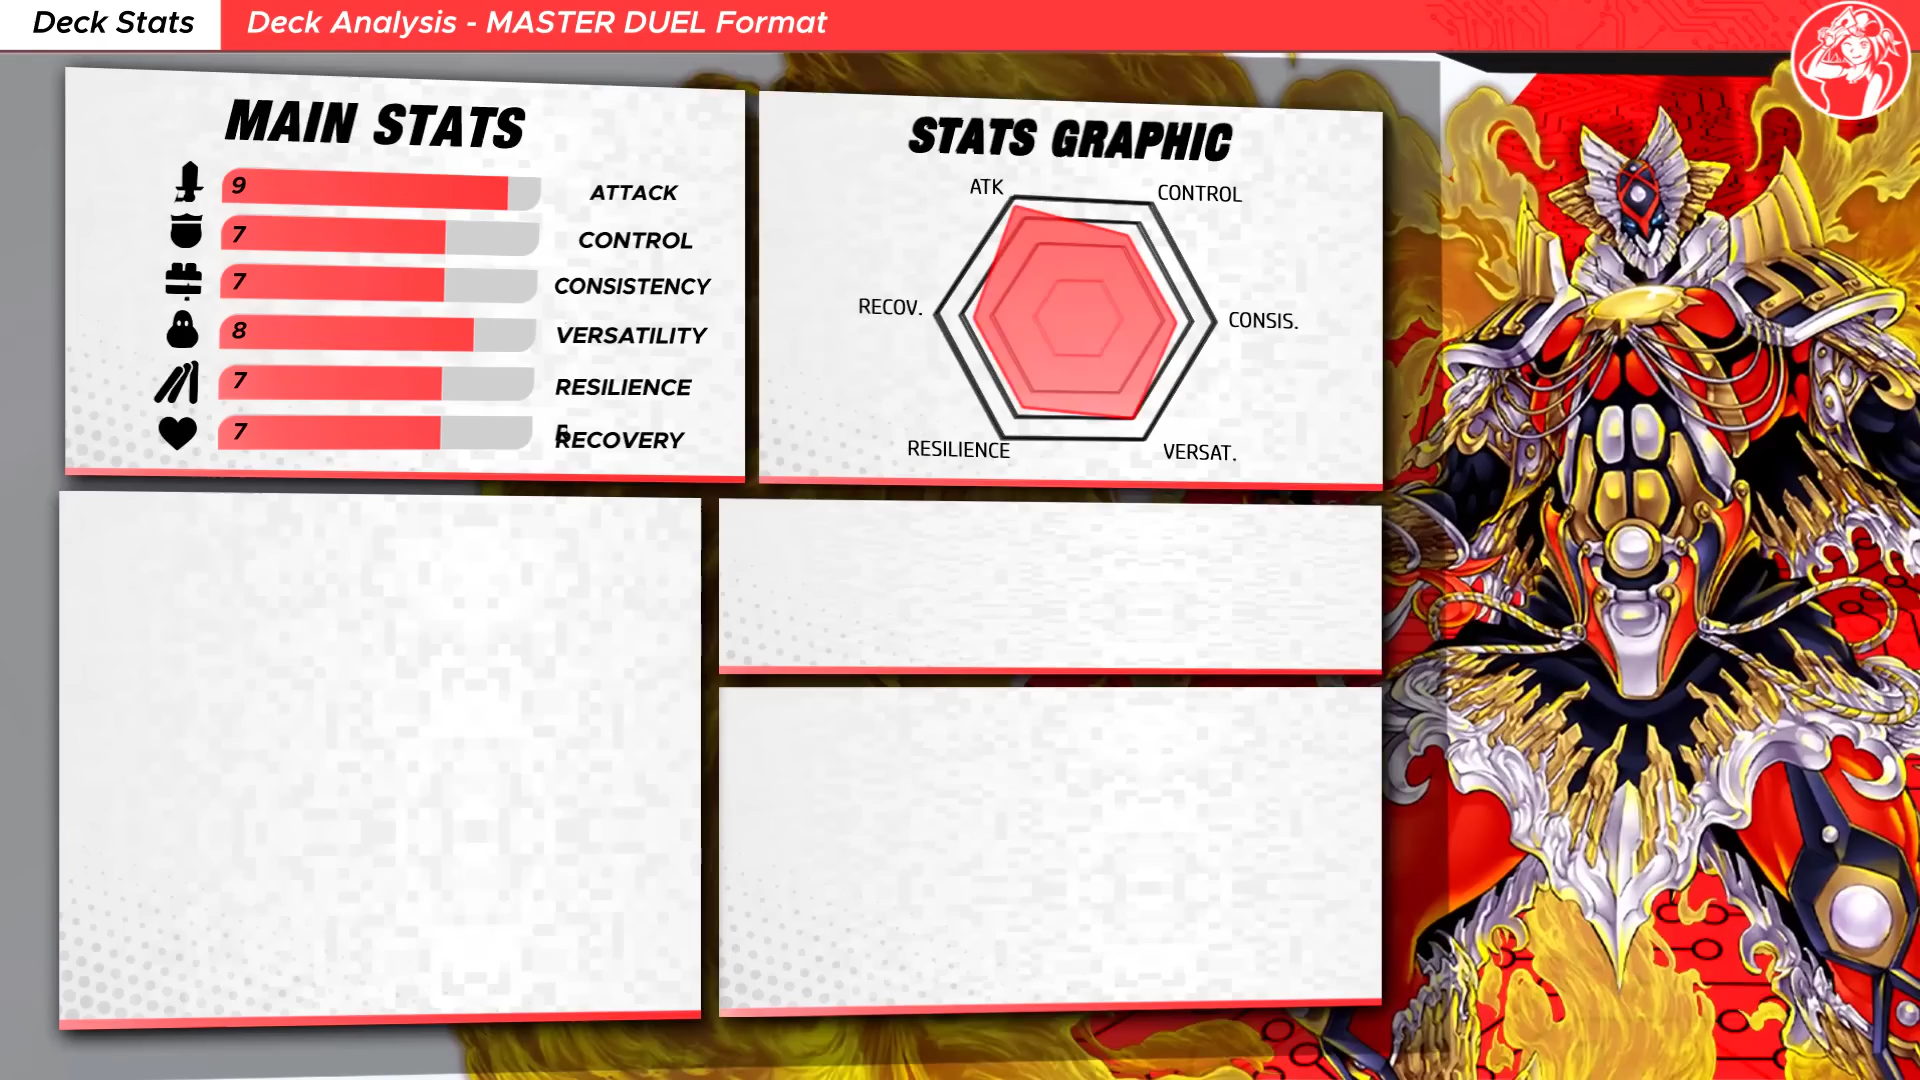 Deck Stats
Deck Analysis - MASTER DUEL Format
MAIN STATS
9 ATTACK
7 CONTROL
7 CONSISTENCY
8 VERSATILITY
7 RESILIENCE
7 RECOVERY
STATS GRAPHIC
ATK CONTROL
RECOV. CONSIS.
RESILIENCE VERSAT.